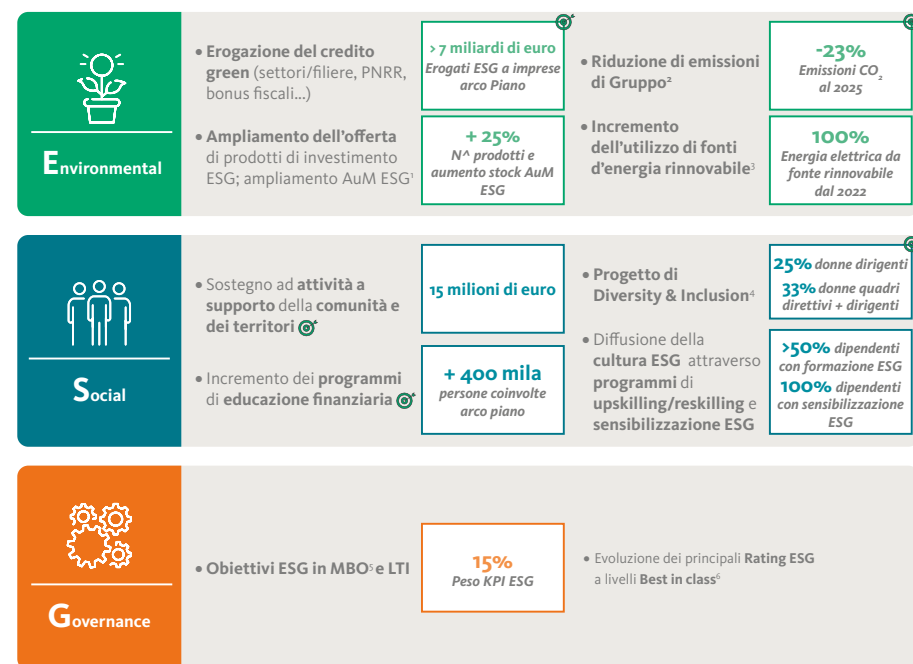 Environmental
• Erogazione del credito
green (settori/filiere, PNRR,
bonus fiscali...)
> 7 miliardi di euro
Erogati ESG a imprese
arco Piano
• Ampliamento dell'offerta
di prodotti di investimento
ESG; ampliamento AuM ESG¹
+ 25%
N^ prodotti e
aumento stock AuM
ESG
• Riduzione di emissioni
di Gruppo²
-23%
Emissioni CO₂
al 2025
• Incremento
dell'utilizzo di fonti
d'energia rinnovabile³
100%
Energia elettrica da
fonte rinnovabile
dal 2022
Social
• Sostegno ad attività a
supporto della comunità e
dei territori
15 milioni di euro
• Incremento dei programmi
di educazione finanziaria
+ 400 mila
persone coinvolte
arco piano
• Progetto di
Diversity & Inclusion⁴
25% donne dirigenti
33% donne quadri
direttivi + dirigenti
• Diffusione della
cultura ESG attraverso
programmi di
upskilling/reskilling e
sensibilizzazione ESG
>50% dipendenti
con formazione ESG
100% dipendenti
con sensibilizzazione
ESG
Governance
• Obiettivi ESG in MBO⁵ e LTI
15%
Peso KPI ESG
• Evoluzione dei principali Rating ESG
a livelli Best in class⁶